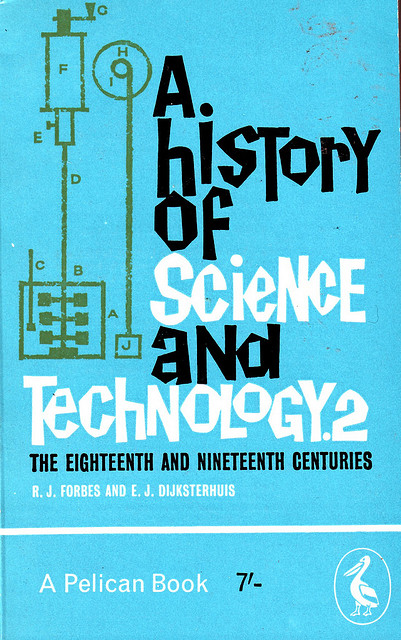 G
H
F
I
E
D
C
B
A
J
A.
hiSTorY
OF
SCieNCE
and
TeChNOLOGY.2
THE EIGHTEENTH AND NINETEENTH CENTURIES
R. J. FORBES AND E. J. DIJKSTERHUIS
A Pelican Book 7/-